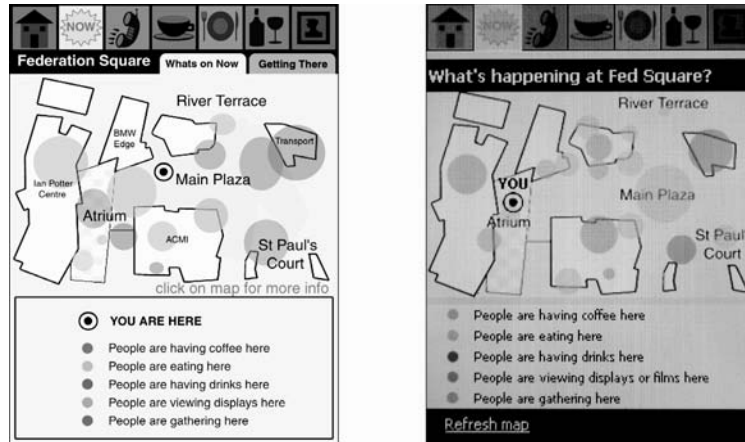 NOW
Federation Square
Whats on Now
Getting There
River Terrace
BMW
Edge
Transport
Ian Potter
Centre
Main Plaza
Atrium
ACMI
St Paul's
Court
click on map for more info
YOU ARE HERE
People are having coffee here
People are eating here
People are having drinks here
People are viewing displays here
People are gathering here
NOW
What's happening at Fed Square?
River Terrace
YOU
Main Plaza
Atrium
St Paul
Court
People are having coffee here
People are eating here
People are having drinks here
People are viewing displays or films here
People are gathering here
Refresh map